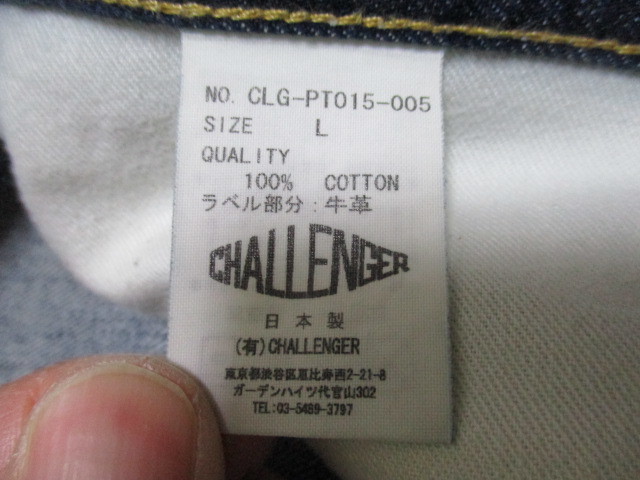 NO. CLG-PT015-005
SIZE L
QUALITY
100% COTTON
ラベル部分：牛革
CHALLENGER
日本製
(有)CHALLENGER
東京都渋谷区恵比寿西2-21-8
ガーデンハイツ代官山302
TEL:03-5489-3797